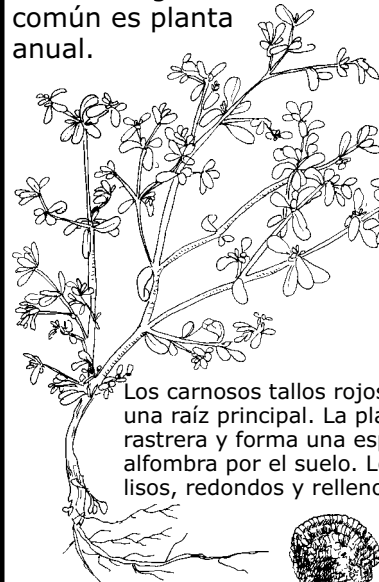 común es planta
anual.
Los carnosos tallos rojos
una raíz principal. La
rastrera y forma una
alfombra por el suelo.
lisos, redondos y